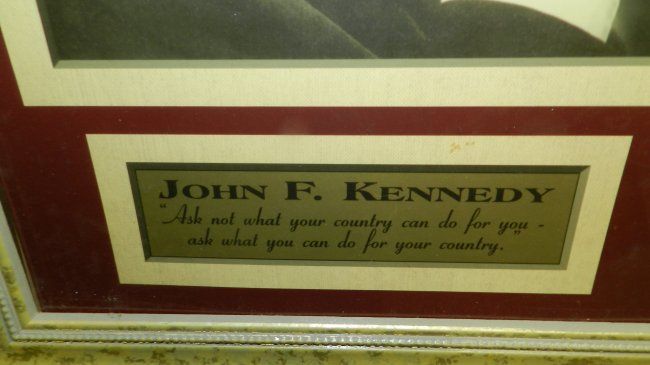 JOHN F. KENNEDY
"Ask not what your country can do for you -
ask what you can do for your country."